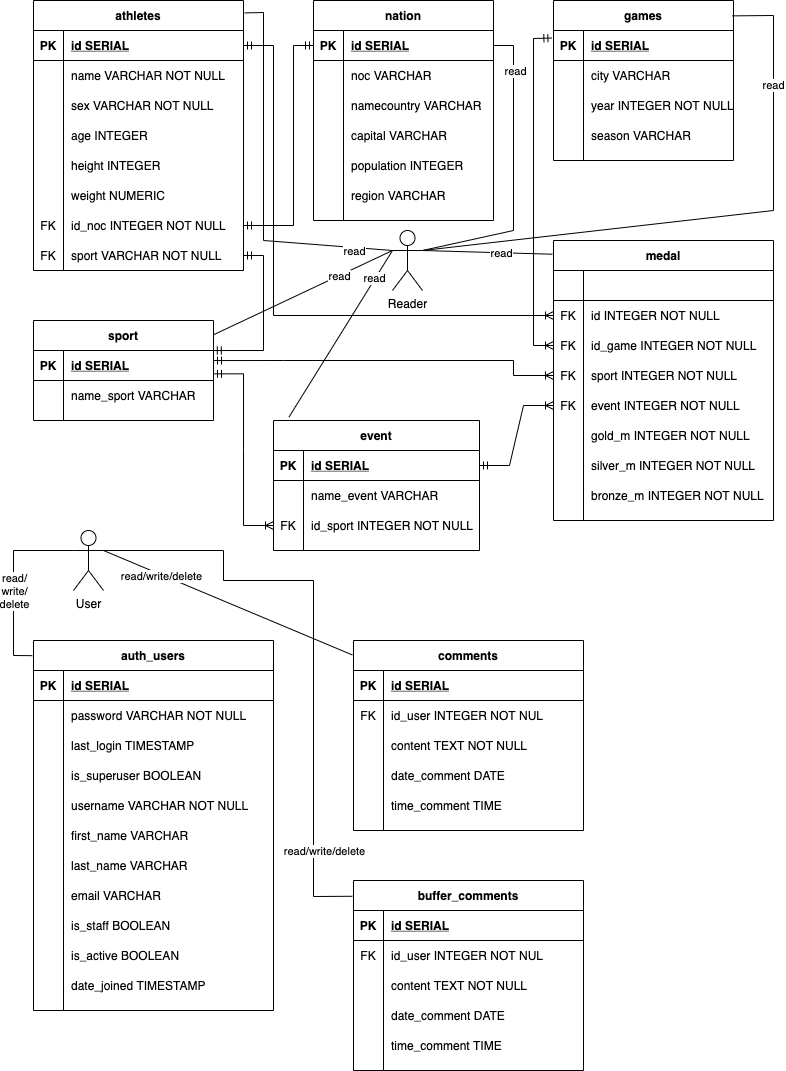 athletes
PK id SERIAL
name VARCHAR NOT NULL
sex VARCHAR NOT NULL
age INTEGER
height INTEGER
weight NUMERIC
FK id_noc INTEGER NOT NULL
FK sport VARCHAR NOT NULL
nation
PK id SERIAL
noc VARCHAR
namecountry VARCHAR
capital VARCHAR
population INTEGER
region VARCHAR
games
PK id SERIAL
city VARCHAR
year INTEGER NOT NULL
season VARCHAR
read
read
read
read
read
read
Reader
medal
FK id INTEGER NOT NULL
FK id_game INTEGER NOT NULL
FK sport INTEGER NOT NULL
FK event INTEGER NOT NULL
gold_m INTEGER NOT NULL
silver_m INTEGER NOT NULL
bronze_m INTEGER NOT NULL
sport
PK id SERIAL
name_sport VARCHAR
event
PK id SERIAL
name_event VARCHAR
FK id_sport INTEGER NOT NULL
User
read/
write/
delete
read/write/delete
read/write/delete
auth_users
PK id SERIAL
password VARCHAR NOT NULL
last_login TIMESTAMP
is_superuser BOOLEAN
username VARCHAR NOT NULL
first_name VARCHAR
last_name VARCHAR
email VARCHAR
is_staff BOOLEAN
is_active BOOLEAN
date_joined TIMESTAMP
comments
PK id SERIAL
FK id_user INTEGER NOT NUL
content TEXT NOT NULL
date_comment DATE
time_comment TIME
buffer_comments
PK id SERIAL
FK id_user INTEGER NOT NUL
content TEXT NOT NULL
date_comment DATE
time_comment TIME